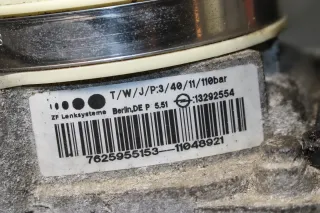 T/W/J/P:3/40/11/110bar
ZF Lenksysteme Berlin,DE P 5.51 :13292554
7625955153—11048921